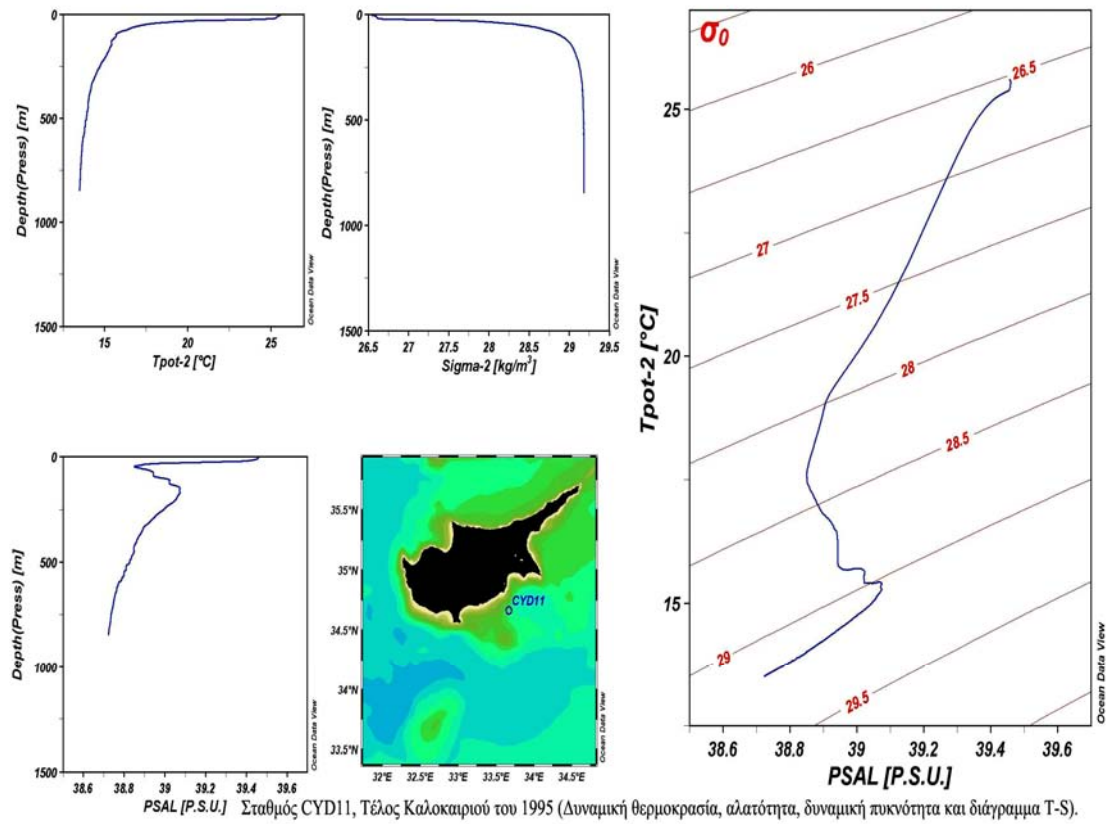 0
500
1000
1500
Depth(Press) [m]
15 20 25
Tpot-2 [°C]
Ocean Data View
0
500
1000
1500
Depth(Press) [m]
26.5 27 27.5 28 28.5 29 29.5
Sigma-2 [kg/m³]
Ocean Data View
σ₀
26
26.5
27
27.5
28
28.5
29
29.5
25
20
15
Tpot-2 [°C]
38.6 38.8 39 39.2 39.4 39.6
PSAL [P.S.U.]
Ocean Data View
0
500
1000
1500
Depth(Press) [m]
38.6 38.8 39 39.2 39.4 39.6
PSAL [P.S.U.]
Ocean Data View
35.5°N
35°N
34.5°N
34°N
33.5°N
CYD11
32°E 32.5°E 33°E 33.5°E 34°E 34.5°E
Ocean Data View
Σταθμός CYD11, Τέλος Καλοκαιριού του 1995 (Δυναμική θερμοκρασία, αλατότητα, δυναμική πυκνότητα και διάγραμμα T-S).